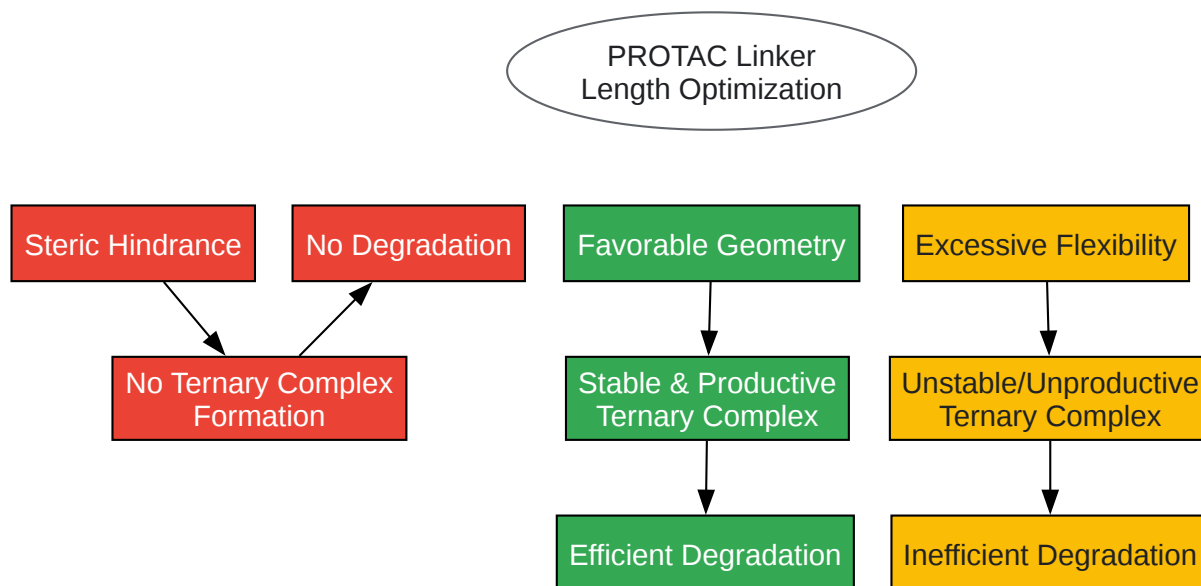 PROTAC Linker
Length Optimization
Steric Hindrance
No Degradation
Favorable Geometry
Excessive Flexibility
No Ternary Complex
Formation
Stable & Productive
Ternary Complex
Unstable/Unproductive
Ternary Complex
Efficient Degradation
Inefficient Degradation